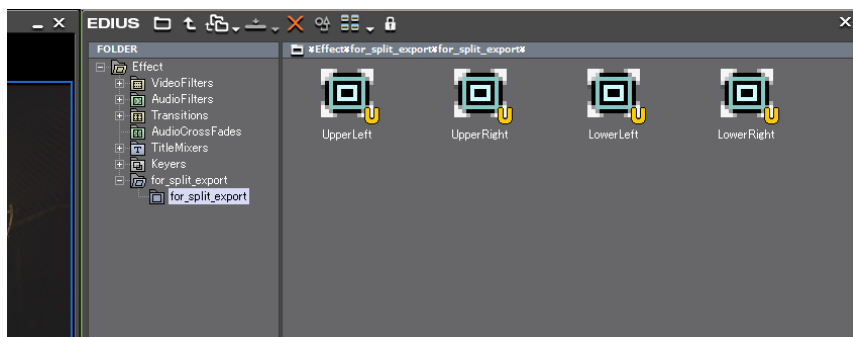 EDIUS
FOLDER
¥Effect¥for_split_export¥for_split_export¥
Effect
VideoFilters
AudioFilters
Transitions
AudioCrossFades
T TitleMixers
Keyers
for_split_export
for_split_export
U U U U
UpperLeft UpperRight LowerLeft LowerRight